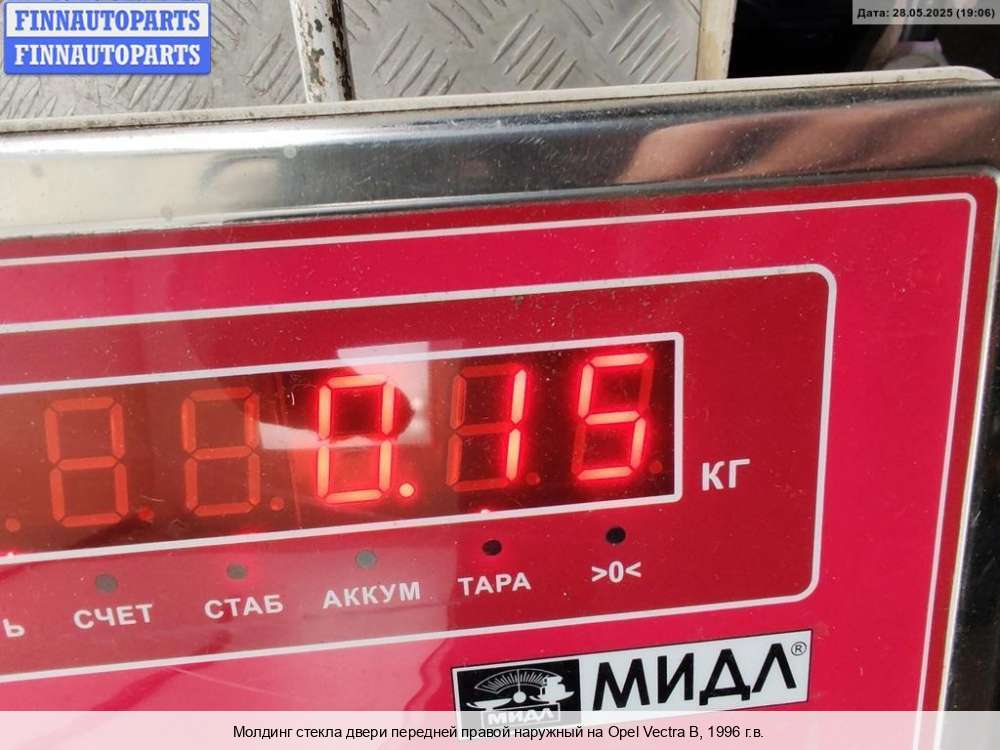 FINNAUTOPARTS
FINNAUTOPARTS
Дата: 28.05.2025 (19:06)
0.15
КГ
Ь СЧЕТ СТАБ АККУМ ТАРА >0<
МИДЛ®
МИДЛ
Молдинг стекла двери передней правой наружный на Opel Vectra B, 1996 г.в.